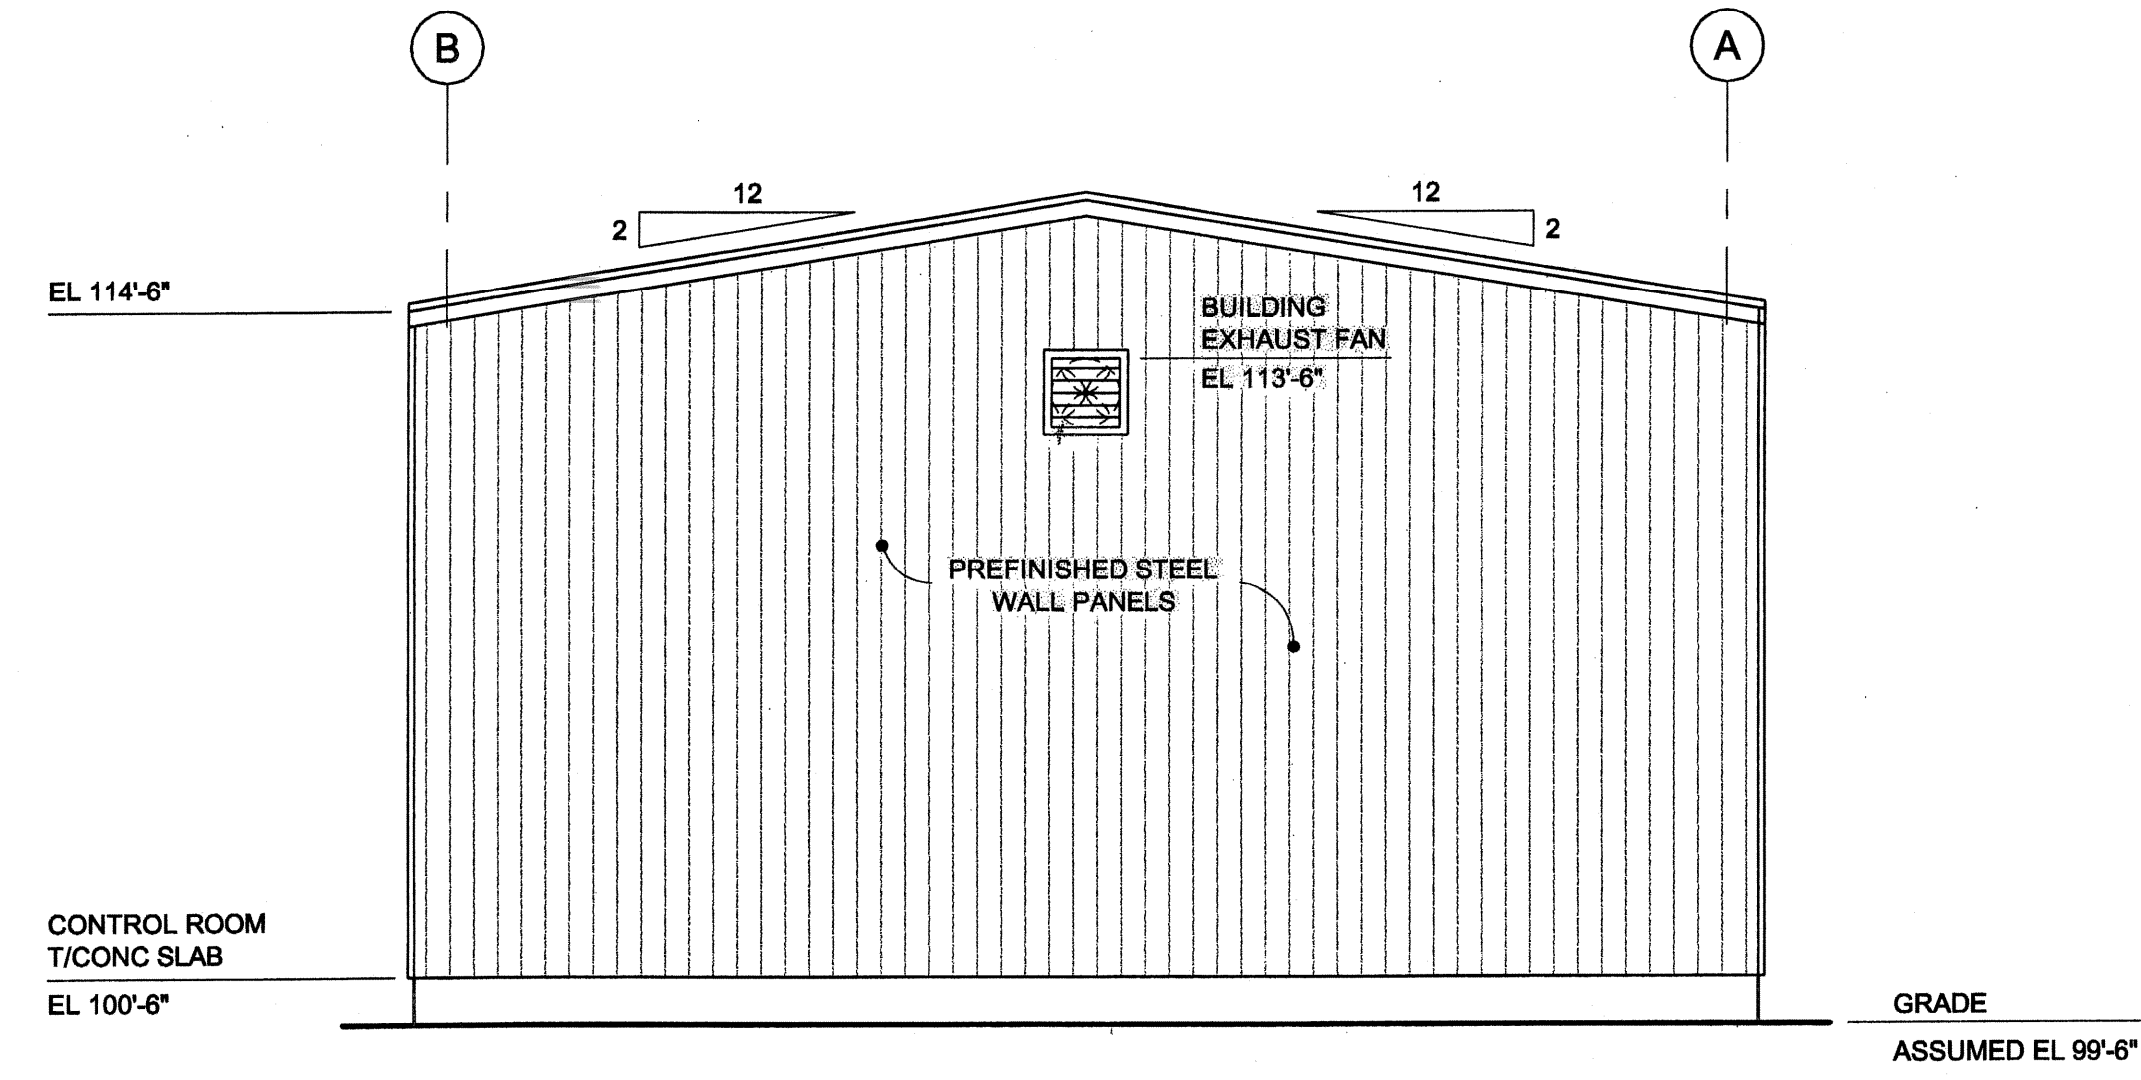 B
A
12
2
12
2
EL 114'-6"
BUILDING
EXHAUST FAN
EL 113'-6"
PREFINISHED STEEL
WALL PANELS
CONTROL ROOM
T/CONC SLAB
EL 100'-6"
GRADE
ASSUMED EL 99'-6"